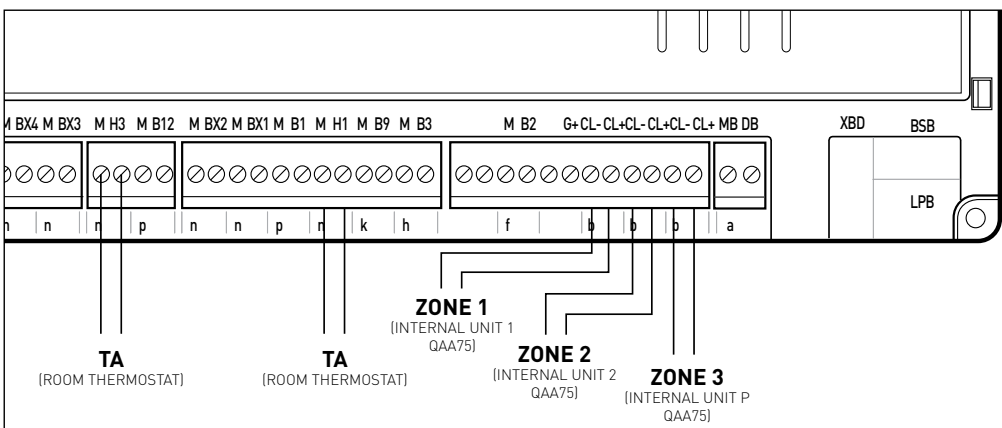 M BX4 M BX3 M H3 M B12 M BX2 M BX1 M B1 M H1 M B9 M B3 M B2 G+ CL- CL+ CL- CL+ CL- CL+ MB DB XBD BSB
LPB
n n n p n n p n k h f b b b a
ZONE 1
(INTERNAL UNIT 1
QAA75)
TA
(ROOM THERMOSTAT)
TA
(ROOM THERMOSTAT)
ZONE 2
(INTERNAL UNIT 2
QAA75)
ZONE 3
(INTERNAL UNIT P
QAA75)